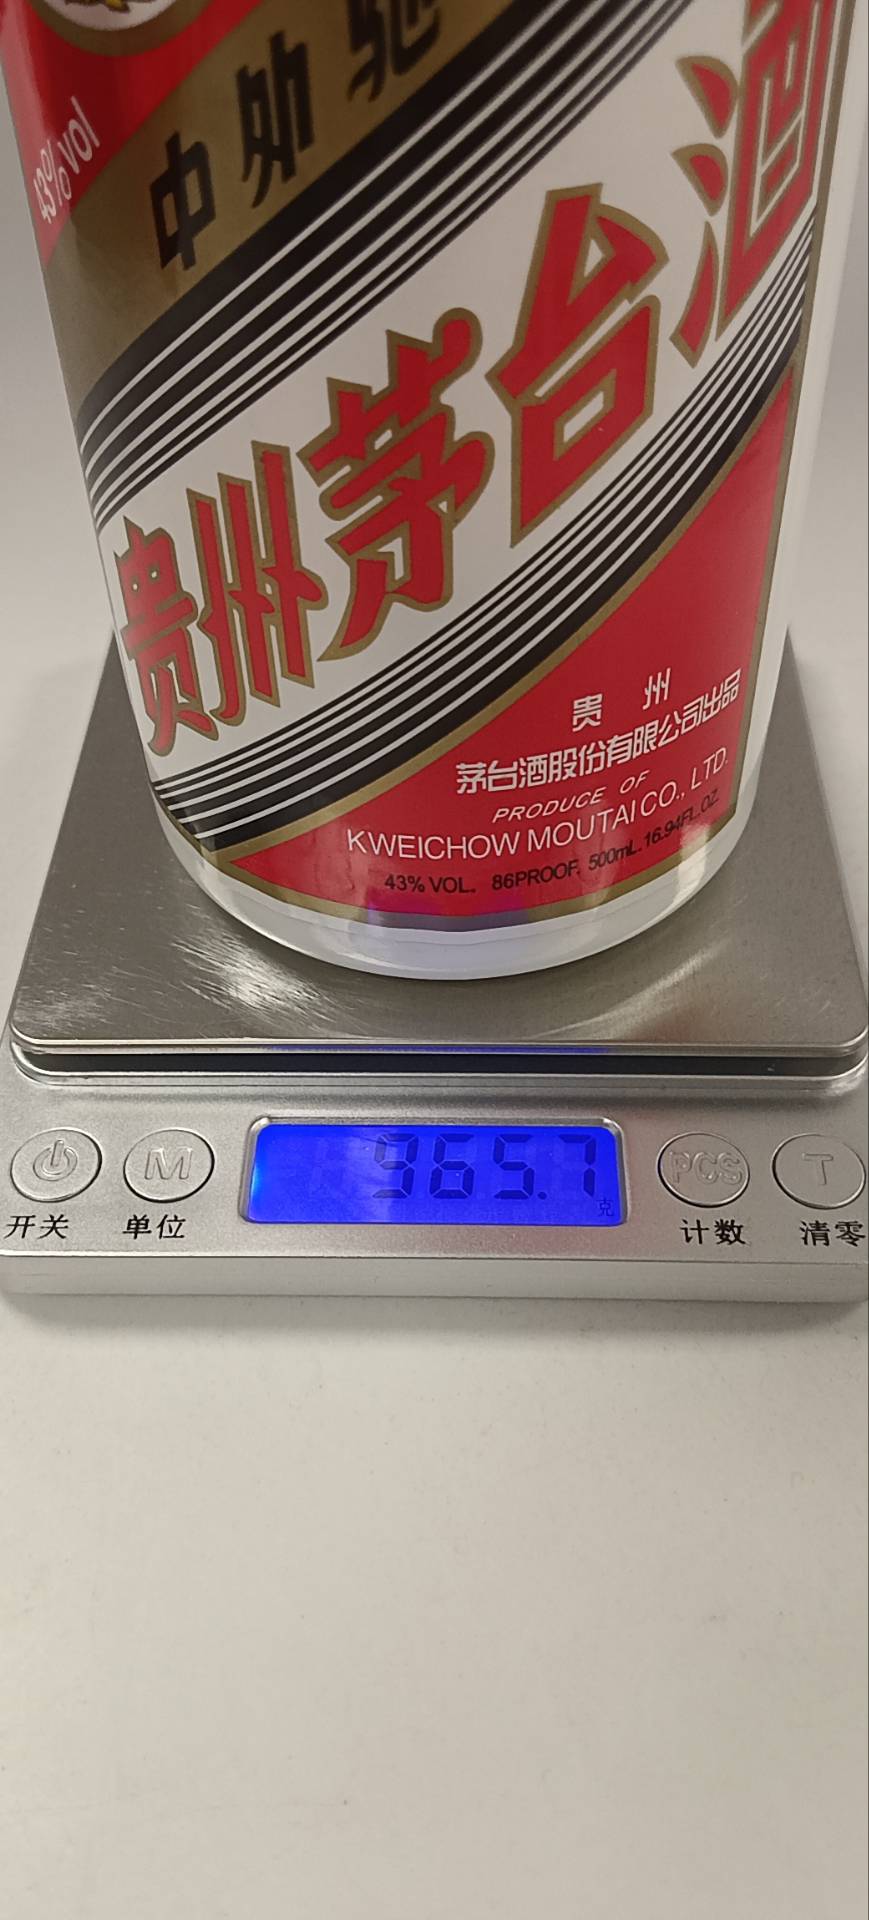 43%vol
中外驰
贵州茅台酒
贵州
茅台酒股份有限公司出品
PRODUCE OF
KWEICHOW MOUTAI CO., LTD.
43% VOL. 86PROOF. 500mL. 16.94FL.OZ.
965.7
克
M
PCS
T
开关
单位
计数
清零